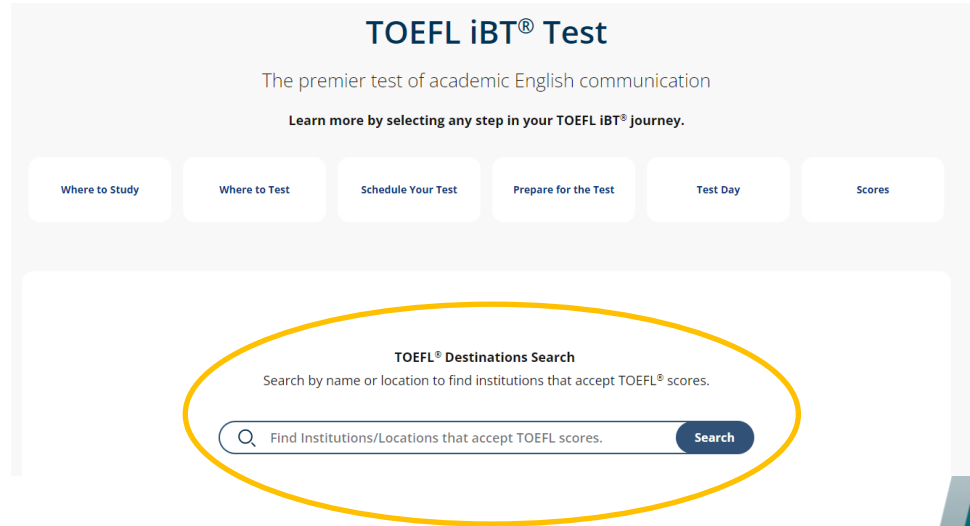 TOEFL iBT® Test
The premier test of academic English communication
Learn more by selecting any step in your TOEFL iBT® journey.
Where to Study
Where to Test
Schedule Your Test
Prepare for the Test
Test Day
Scores
TOEFL® Destinations Search
Search by name or location to find institutions that accept TOEFL® scores.
Find Institutions/Locations that accept TOEFL scores.
Search